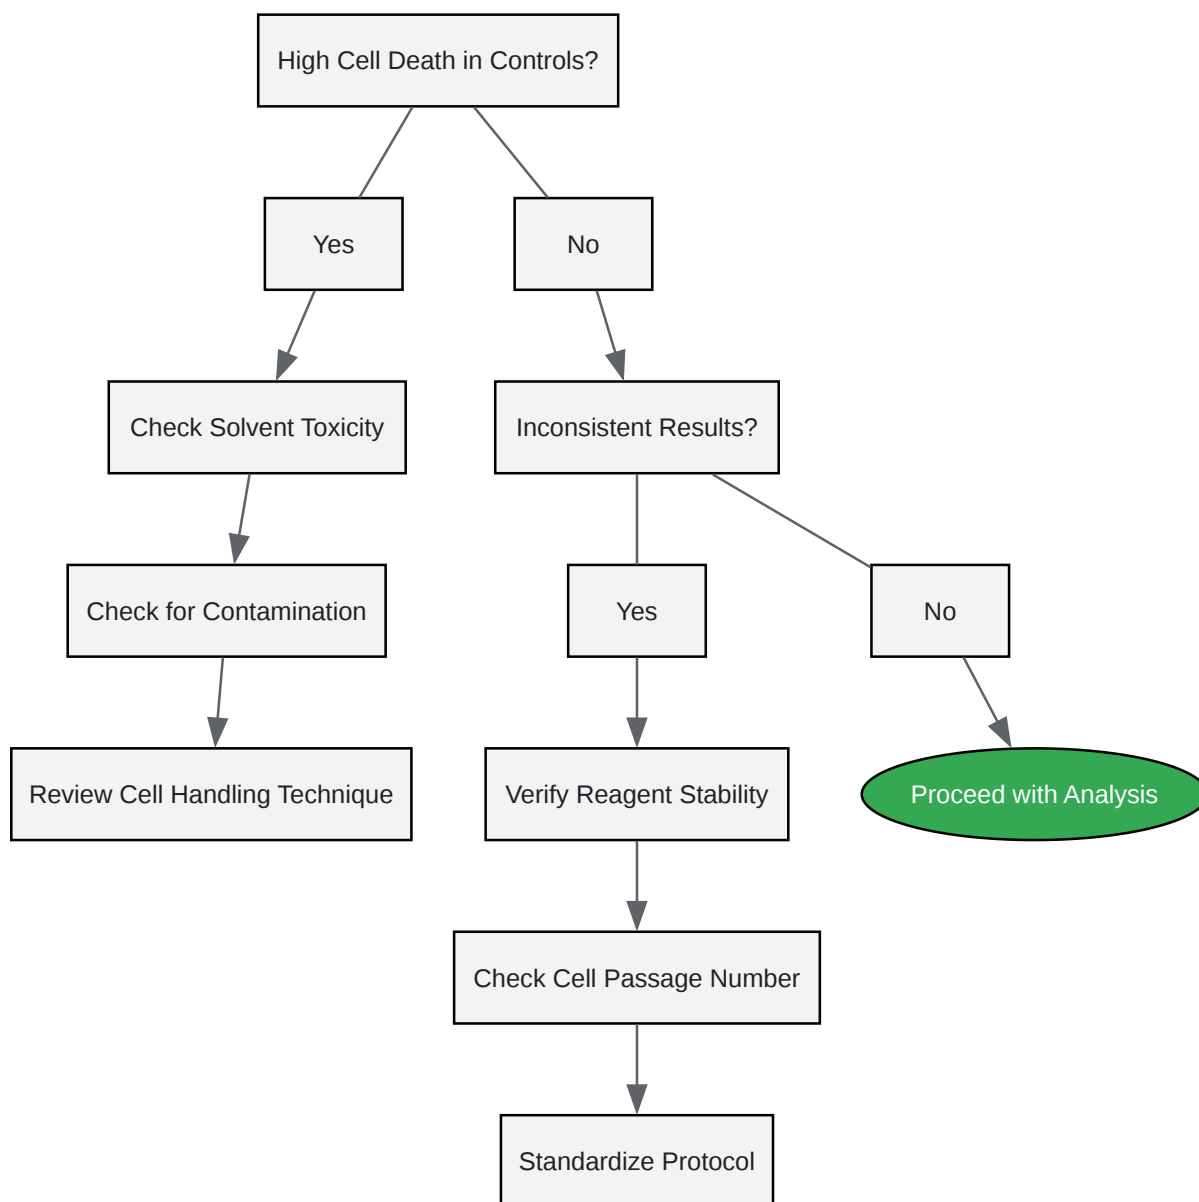 High Cell Death in Controls?
Yes
No
Check Solvent Toxicity
Inconsistent Results?
Check for Contamination
Yes
No
Review Cell Handling Technique
Verify Reagent Stability
Proceed with Analysis
Check Cell Passage Number
Standardize Protocol